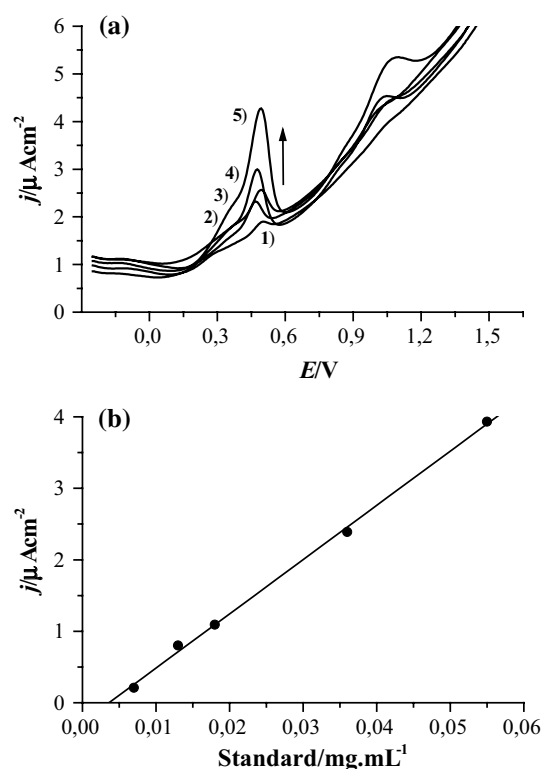 (a)
6
5
4
3
2
1
0
j/μ Acm-2
5)
4)
3)
2)
1)
0,0 0,3 0,6 0,9 1,2 1,5
E/V
(b)
4
3
2
1
0
j/μ Acm-2
0,00 0,01 0,02 0,03 0,04 0,05 0,06
Standard/mg.mL-1